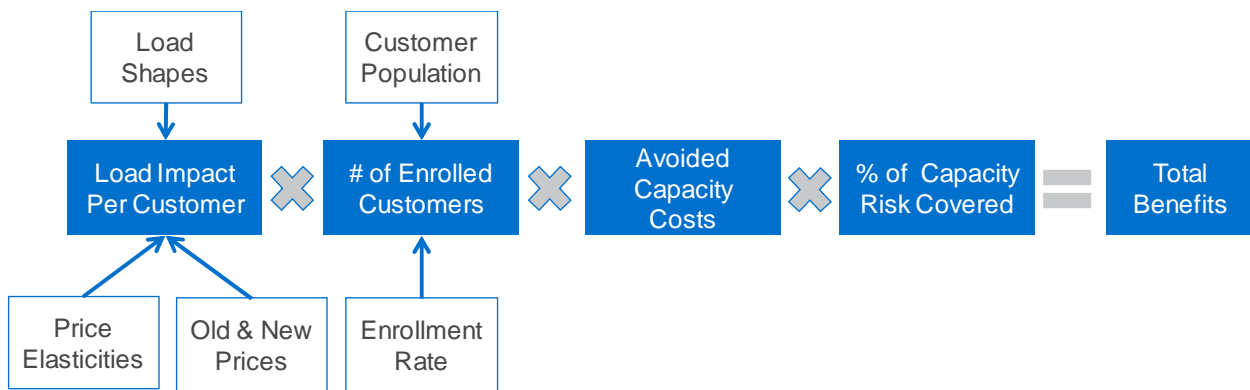 Load
Shapes
Customer
Population
Load Impact
Per Customer
# of Enrolled
Customers
Avoided
Capacity
Costs
% of Capacity
Risk Covered
Total
Benefits
Price
Elasticities
Old & New
Prices
Enrollment
Rate